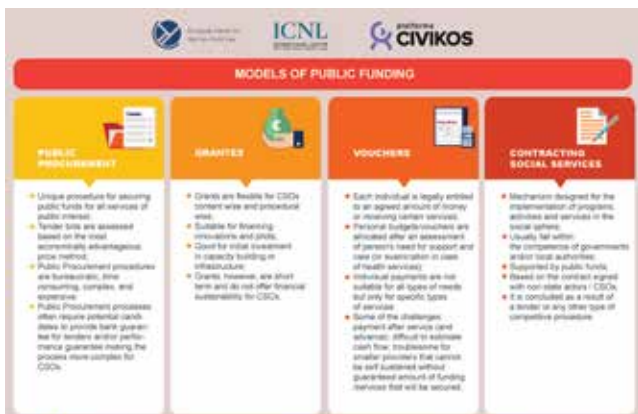 ICNL
platforma
CIVIKOS
MODELS OF PUBLIC FUNDING
PUBLIC
PROCUREMENT
Unique procedure for securing
public funds for all services of
public interest;
Tender bids are assessed
based on the most
economically advantageous
price method;
Public Procurement procedures
are bureaucratic, time
consuming, complex, and
expensive
Public Procurement processes
often require potential candi-
dates to provide bank guaran-
tee for tenders and/or perfor-
mance guarantee making the
process more complex for
CSOs.
GRANTES
Grants are flexible for CSOs
content wise and procedural
wise;
Suitable for financing
innovations and pilots;
Good for initial investment
in capacity building or
infrastructure;
Grants, however, are short
term and do not offer financial
sustainability for CSOs.
VOUCHERS
Each individual is legally entitled
to an agreed amount of money
or receiving certain services;
Personal budgets/vouchers are
allocated after an assessment
of person's need for support and
care (or examination in case
of health services);
Individual payments are not
suitable for all types of needs
but only for specific types
of services
Some of the challenges:
payment after service (and
advance), difficult to estimate
cash flow; troublesome for
smaller providers that cannot
be self sustained without
guaranteed amount of funding
/services that will be secured.
CONTRACTING
SOCIAL SERVICES
Mechanism designed for the
implementation of programs,
activities and services in the
social sphere;
Usually fall within
the competence of governments
and/or local authorities;
Supported by public funds;
Based on the contract signed
with non-state actors / CSOs;
It is concluded as a result of
a tender or any other type of
competitive procedure.